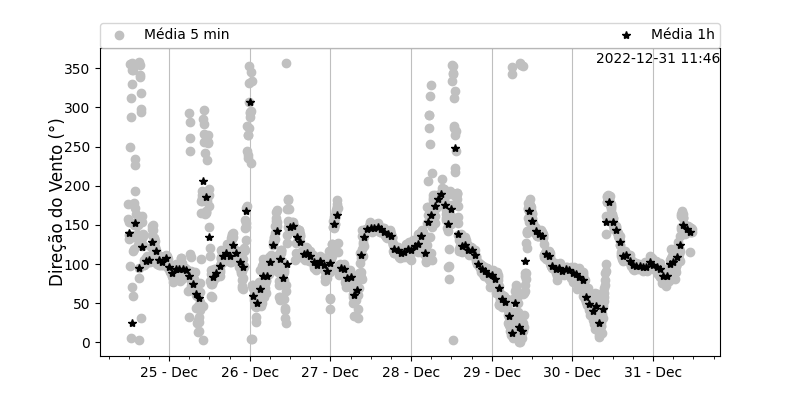 Média 5 min
Média 1h
2022-12-31 11:46
Direção do Vento (°)
350
300
250
200
150
100
50
0
25 - Dec
26 - Dec
27 - Dec
28 - Dec
29 - Dec
30 - Dec
31 - Dec